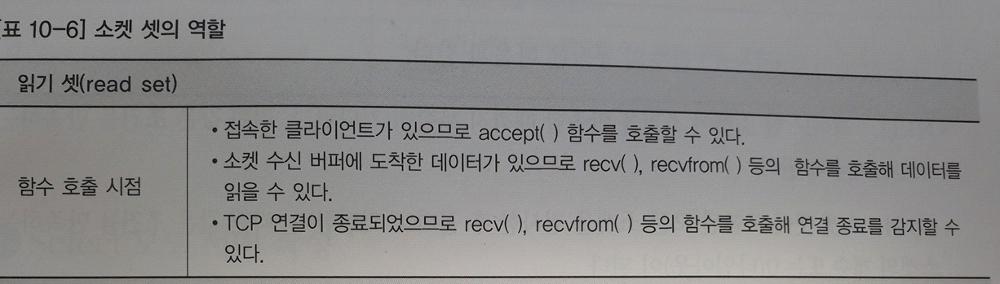 [표 10-6] 소켓 셋의 역할
읽기 셋(read set)
함수 호출 시점
• 접속한 클라이언트가 있으므로 accept( ) 함수를 호출할 수 있다.
• 소켓 수신 버퍼에 도착한 데이터가 있으므로 recv( ), recvfrom( ) 등의 함수를 호출해 데이터를
읽을 수 있다.
• TCP 연결이 종료되었으므로 recv( ), recvfrom( ) 등의 함수를 호출해 연결 종료를 감지할 수
있다.